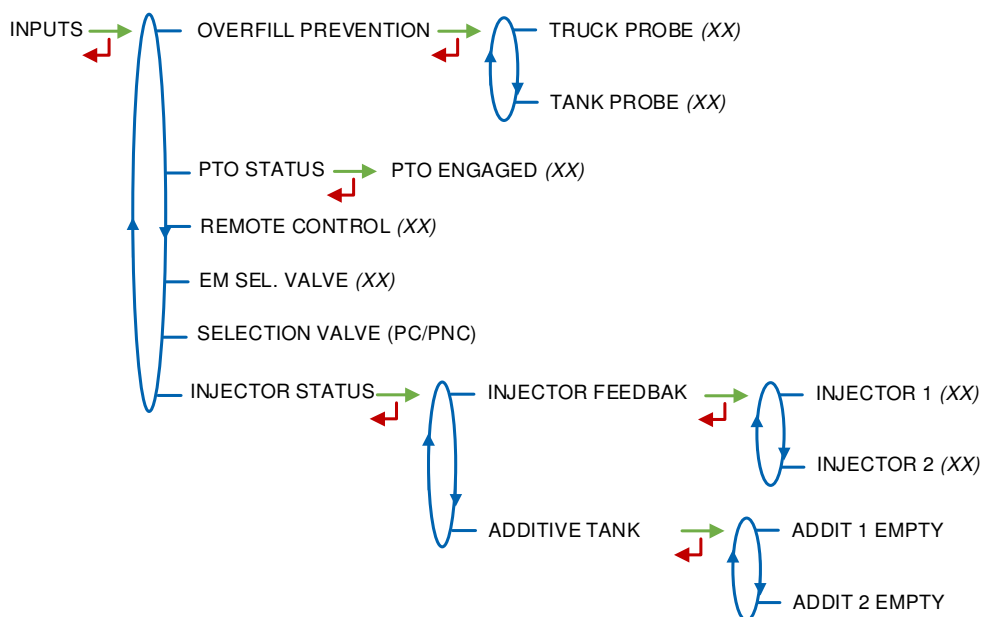 INPUTS
OVERFILL PREVENTION
TRUCK PROBE (XX)
TANK PROBE (XX)
PTO STATUS
PTO ENGAGED (XX)
REMOTE CONTROL (XX)
EM SEL. VALVE (XX)
SELECTION VALVE (PC/PNC)
INJECTOR STATUS
INJECTOR FEEDBAK
INJECTOR 1 (XX)
INJECTOR 2 (XX)
ADDITIVE TANK
ADDIT 1 EMPTY
ADDIT 2 EMPTY